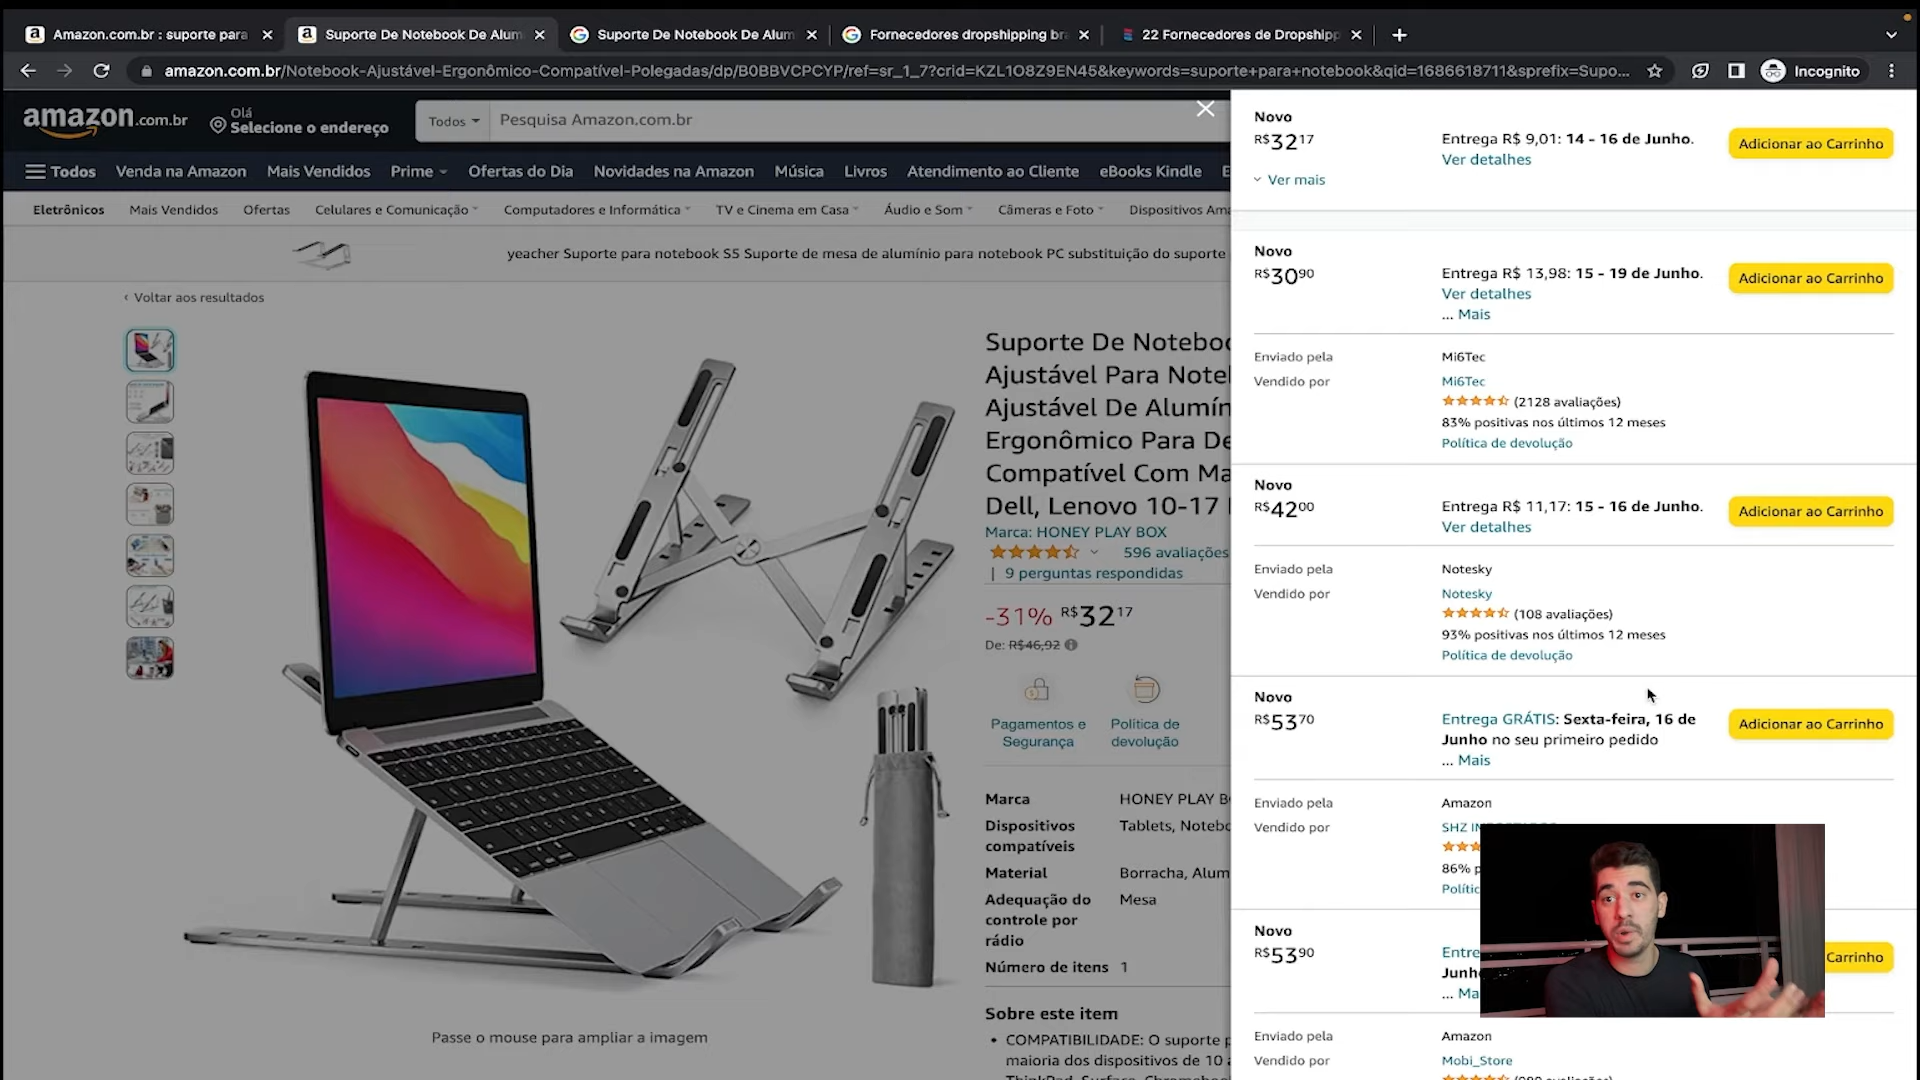 Amazon.com.br : suporte para
Suporte De Notebook De Alum
Suporte De Notebook De Alum
Fornecedores dropshipping bra
22 Fornecedores de Dropshipp
amazon.com.br/Notebook-Ajustável-Ergonômico-Compatível-Polegadas/dp/B0BBVCPCYP/ref=sr_1_7?crid=KZL1O8Z9EN45&keywords=suporte+para+notebook&qid=1686618711&sprefix=Supo...
Incognito
amazon.com.br
Olá
Selecione o endereço
Todos
Pesquisa Amazon.com.br
Todos
Venda na Amazon
Mais Vendidos
Prime
Ofertas do Dia
Novidades na Amazon
Música
Livros
Atendimento ao Cliente
eBooks Kindle
E
Eletrônicos
Mais Vendidos
Ofertas
Celulares e Comunicação
Computadores e Informática
TV e Cinema em Casa
Áudio e Som
Câmeras e Foto
Dispositivos Ama
yeacher Suporte para notebook S5 Suporte de mesa de alumínio para notebook PC substituição do suporte
‹ Voltar aos resultados
Suporte De Notebo
Ajustável Para Note
Ajustável De Alumín
Ergonômico Para De
Compatível Com Ma
Dell, Lenovo 10-17
Marca: HONEY PLAY BOX
596 avaliações
| 9 perguntas respondidas
-31% R$32 17
De: R$46,92
Pagamentos e
Segurança
Política de
devolução
Marca HONEY PLAY B
Dispositivos Tablets, Notebo
compatíveis
Material Borracha, Alum
Adequação do Mesa
controle por
rádio
Número de itens 1
Sobre este item
• COMPATIBILIDADE: O suporte p
maioria dos dispositivos de 10 a
ThinkPad, Surface, Chromeboo
Passe o mouse para ampliar a imagem
Novo
R$32 17
Entrega R$ 9,01: 14 - 16 de Junho.
Ver detalhes
Adicionar ao Carrinho
Ver mais
Novo
R$30 90
Entrega R$ 13,98: 15 - 19 de Junho.
Ver detalhes
... Mais
Adicionar ao Carrinho
Enviado pela Mi6Tec
Vendido por Mi6Tec
(2128 avaliações)
83% positivas nos últimos 12 meses
Política de devolução
Novo
R$42 00
Entrega R$ 11,17: 15 - 16 de Junho.
Ver detalhes
Adicionar ao Carrinho
Enviado pela Notesky
Vendido por Notesky
(108 avaliações)
93% positivas nos últimos 12 meses
Política de devolução
Novo
R$53 70
Entrega GRÁTIS: Sexta-feira, 16 de
Junho no seu primeiro pedido
... Mais
Adicionar ao Carrinho
Enviado pela Amazon
Vendido por SHZ
86% p
Políti
Novo
R$53 90
Entre
Junh
... Ma
Carrinho
Enviado pela Amazon
Vendido por Mobi_Store